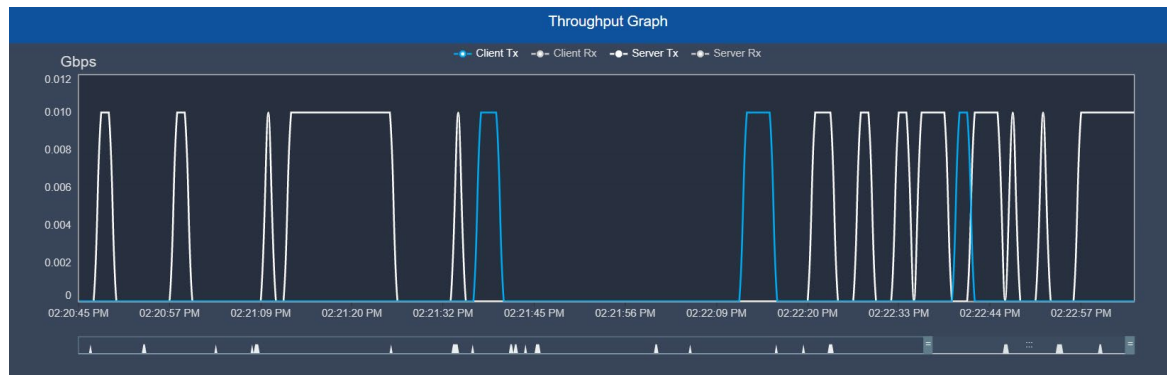 Throughput Graph
Gbps
Client Tx Client Rx Server Tx Server Rx
0.012
0.010
0.008
0.006
0.004
0.002
0
02:20:45 PM 02:20:57 PM 02:21:09 PM 02:21:20 PM 02:21:32 PM 02:21:45 PM 02:21:56 PM 02:22:09 PM 02:22:20 PM 02:22:33 PM 02:22:44 PM 02:22:57 PM